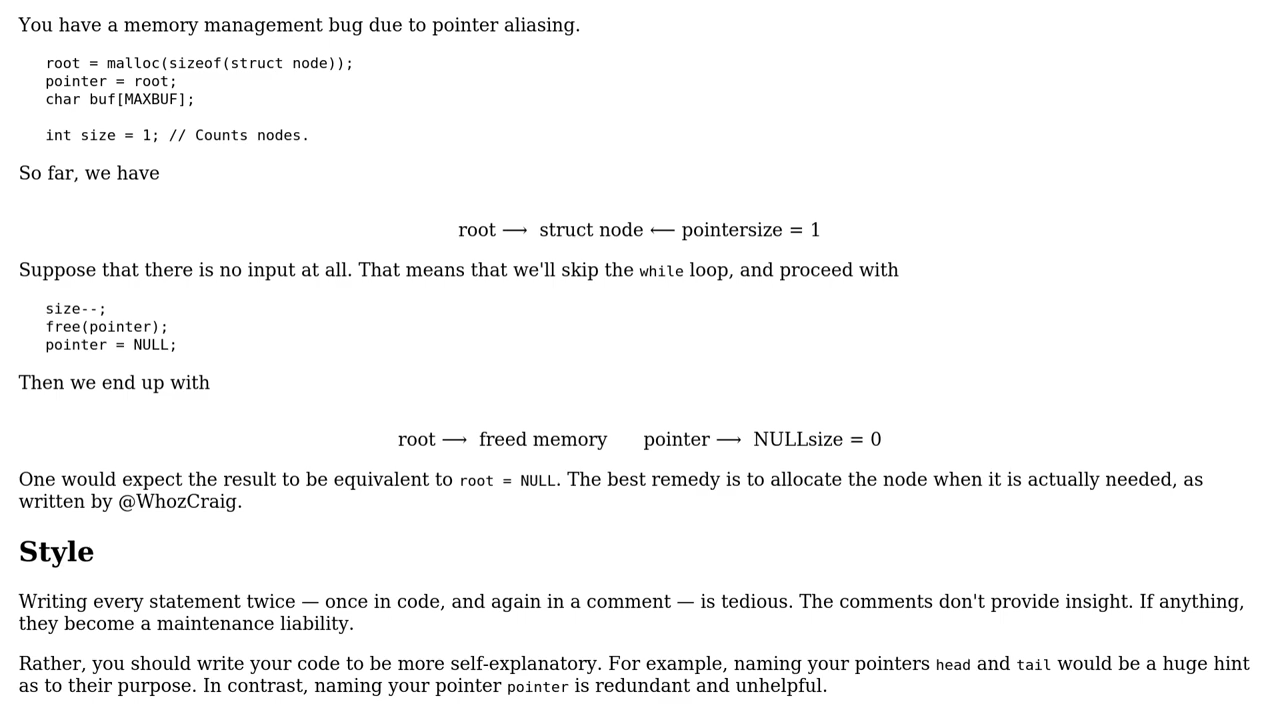 You have a memory management bug due to pointer aliasing.
root = malloc(sizeof(struct node));
pointer = root;
char buf[MAXBUF];
int size = 1; // Counts nodes.
So far, we have
root ⟶ struct node ⟵ pointersize = 1
Suppose that there is no input at all. That means that we'll skip the while loop, and proceed with
size--;
free(pointer);
pointer = NULL;
Then we end up with
root ⟶ freed memory pointer ⟶ NULLsize = 0
One would expect the result to be equivalent to root = NULL. The best remedy is to allocate the node when it is actually needed, as
written by @WhozCraig.
Style
Writing every statement twice — once in code, and again in a comment — is tedious. The comments don't provide insight. If anything,
they become a maintenance liability.
Rather, you should write your code to be more self-explanatory. For example, naming your pointers head and tail would be a huge hint
as to their purpose. In contrast, naming your pointer pointer is redundant and unhelpful.